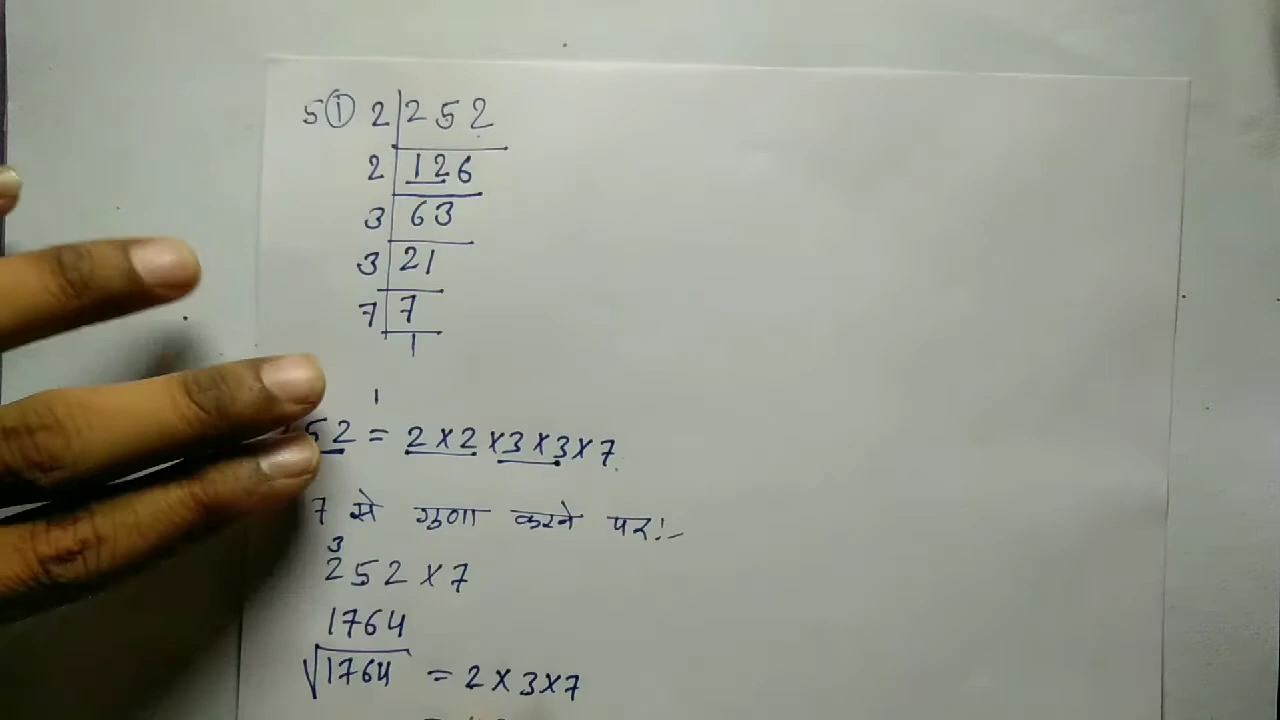 5 (i) 2 | 252
2 | 126
3 | 63
3 | 21
7 | 7
1
1
52 = 2 × 2 × 3 × 3 × 7
7 से गुणा करने पर:-
3
252 × 7
1764
√1764 = 2 × 3 × 7